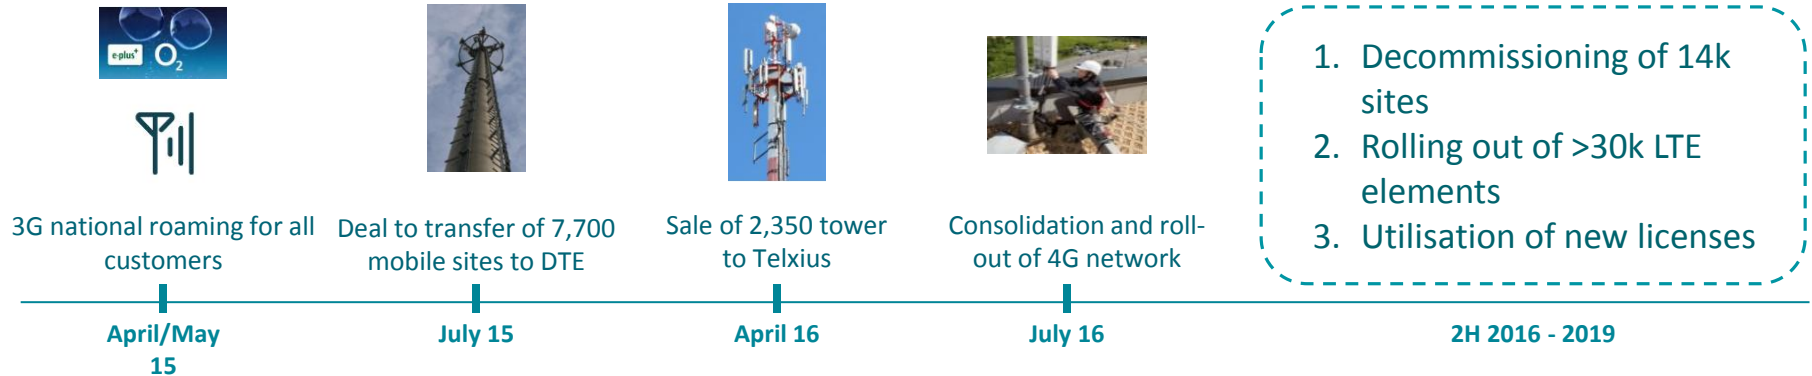 e-plus+
O2
3G national roaming for all
customers
April/May
15
Deal to transfer of 7,700
mobile sites to DTE
July 15
Sale of 2,350 tower
to Telxius
April 16
Consolidation and roll-
out of 4G network
July 16
1. Decommissioning of 14k
sites
2. Rolling out of >30k LTE
elements
3. Utilisation of new licenses
2H 2016 - 2019